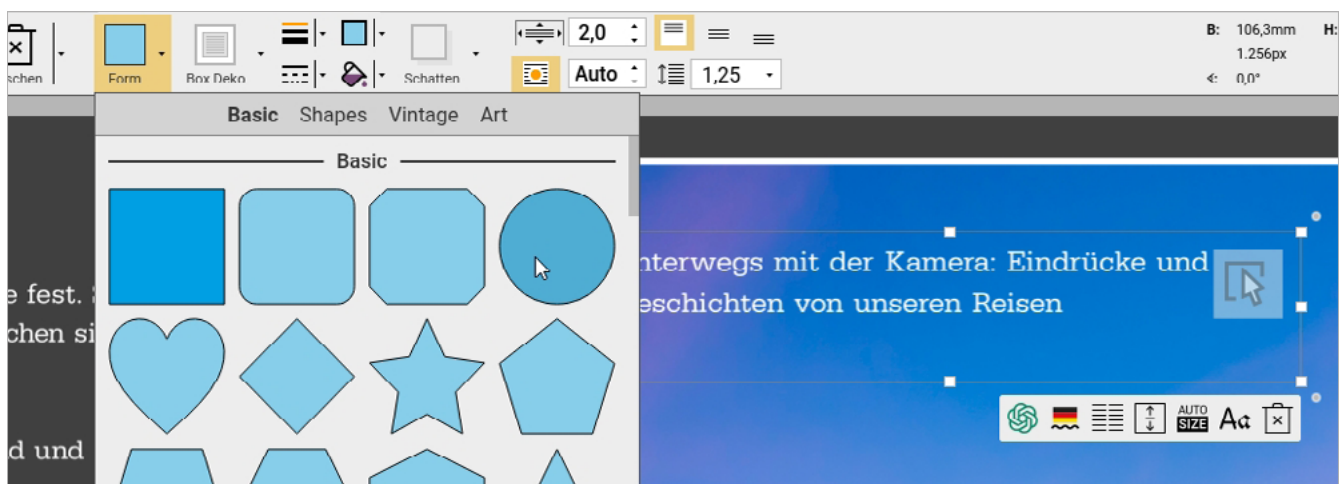 2,0
B: 106,3mm H:
1.256px
Auto
1,25
∢: 0,0°
schen
Form
Box Deko
Schatten
Basic Shapes Vintage Art
Basic
nterwegs mit der Kamera: Eindrücke und
eschichten von unseren Reisen
e fest.
chen si
d und
AUTO
SIZE
Aa